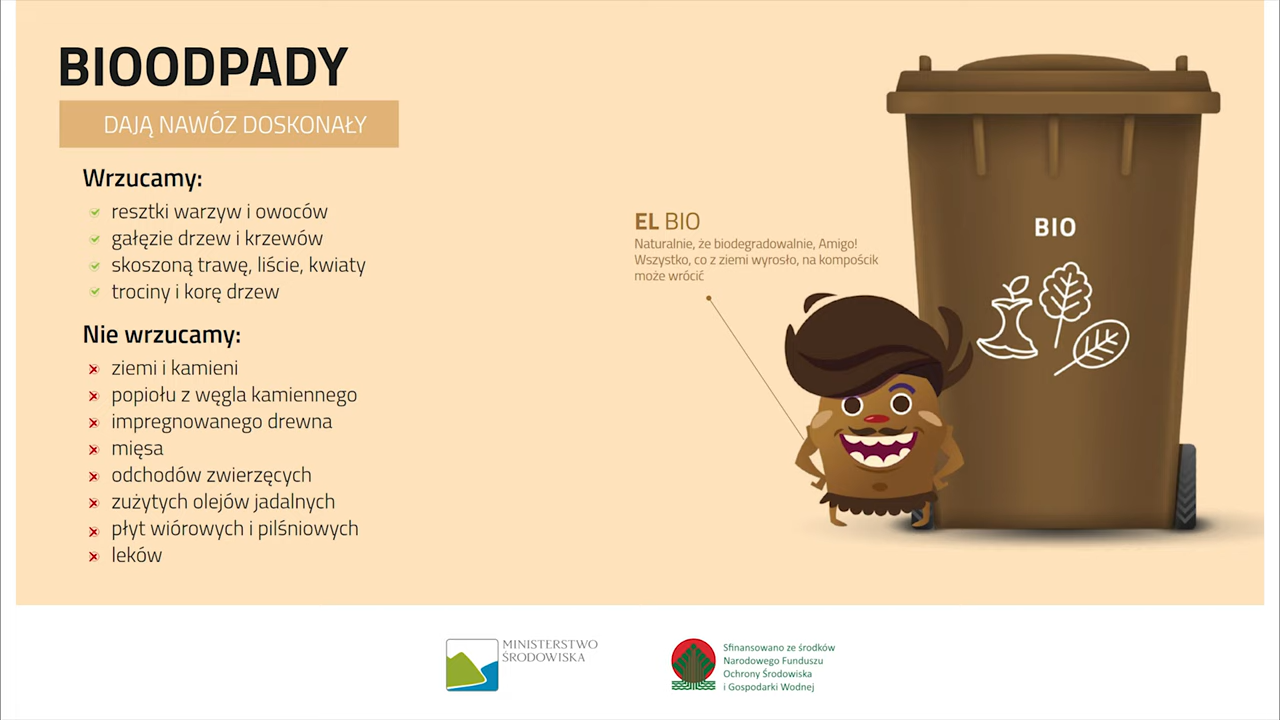 BIOODPADY
DAJĄ NAWÓZ DOSKONAŁY
Wrzucamy:
resztki warzyw i owoców
gałęzie drzew i krzewów
skoszoną trawę, liście, kwiaty
trociny i korę drzew
Nie wrzucamy:
ziemi i kamieni
popiołu z węgla kamiennego
impregnowanego drewna
mięsa
odchodów zwierzęcych
zużytych olejów jadalnych
płyt wiórowych i pilśniowych
leków
EL BIO
Naturalnie, że biodegradowalnie, Amigo!
Wszystko, co z ziemi wyrosło, na kompościk
może wrócić
BIO
MINISTERSTWO
ŚRODOWISKA
Sfinansowano ze środków
Narodowego Funduszu
Ochrony Środowiska
i Gospodarki Wodnej